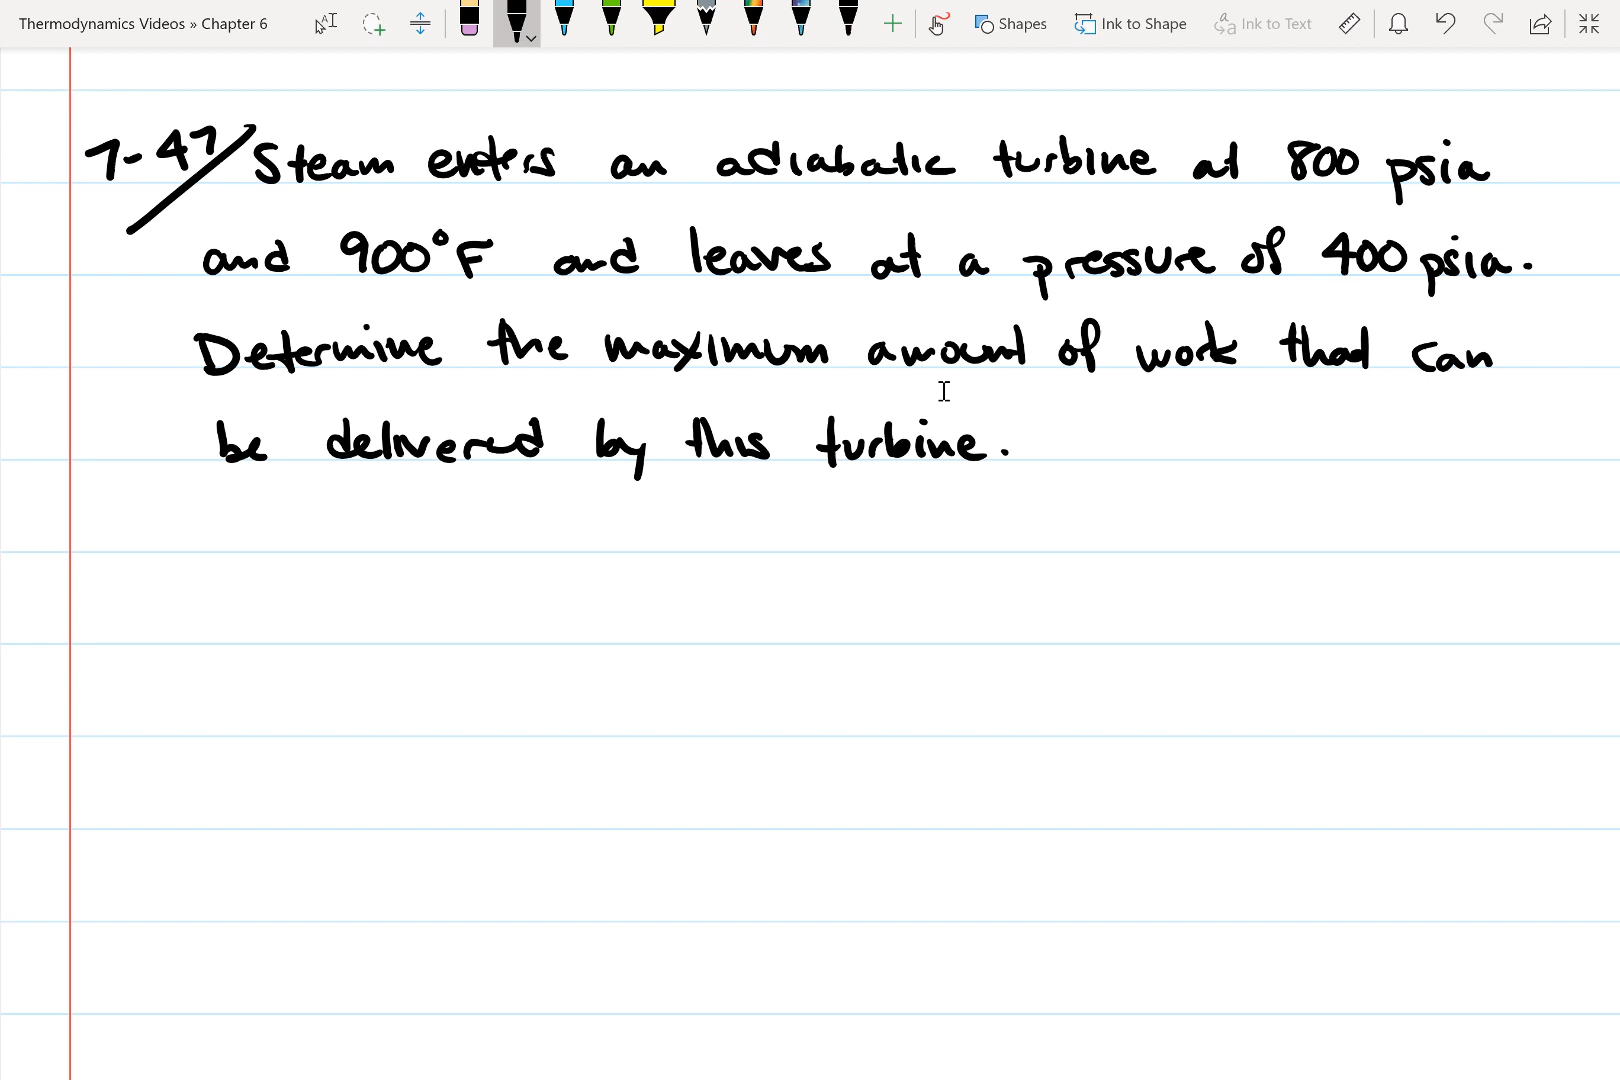 Thermodynamics Videos » Chapter 6 Shapes Ink to Shape Ink to Text
7-47/ Steam enters an adiabatic turbine at 800 psia
and 900°F and leaves at a pressure of 400 psia.
Determine the maximum amount of work that can
be delivered by this turbine.